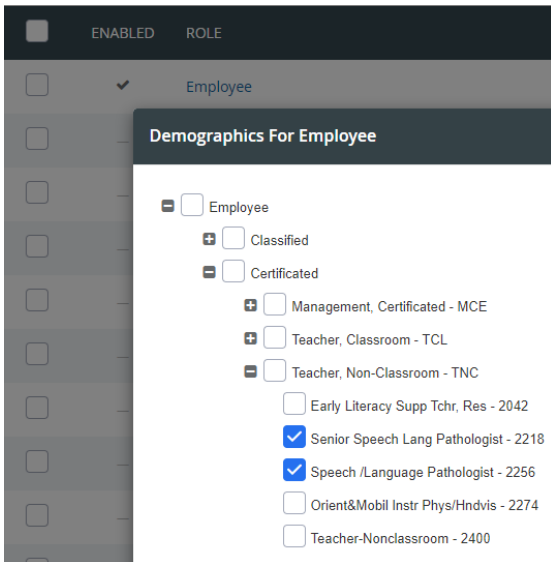 ENABLED ROLE
Employee
Demographics For Employee
Employee
Classified
Certificated
Management, Certificated - MCE
Teacher, Classroom - TCL
Teacher, Non-Classroom - TNC
Early Literacy Supp Tchr, Res - 2042
Senior Speech Lang Pathologist - 2218
Speech /Language Pathologist - 2256
Orient&Mobil Instr Phys/Hndvis - 2274
Teacher-Nonclassroom - 2400